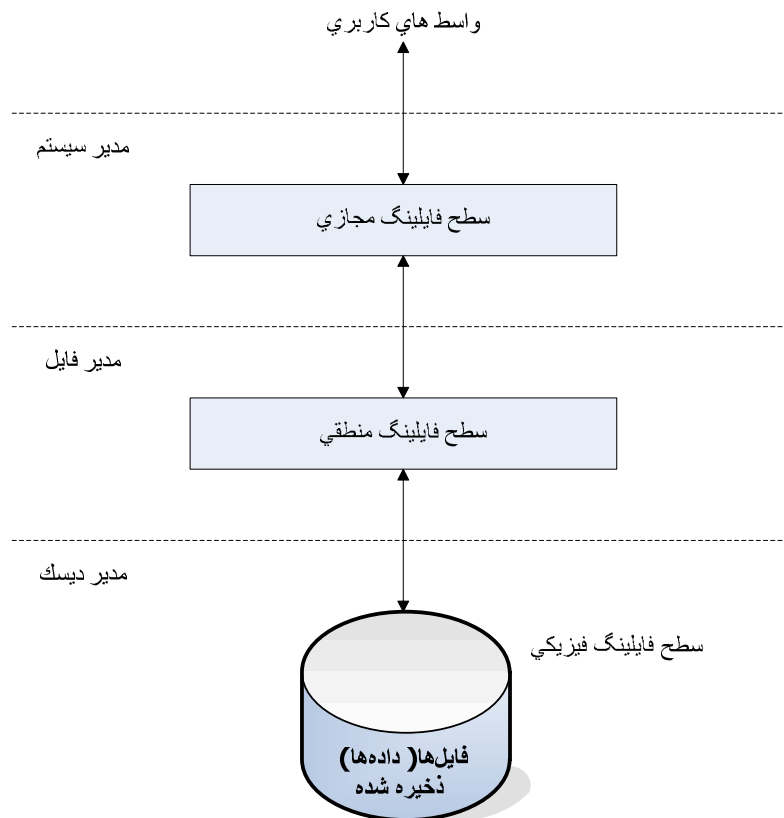 واسط هاي كاربري
مدير سيستم
سطح فايلينگ مجازي
مدير فايل
سطح فايلينگ منطقي
مدير ديسك
سطح فايلينگ فيزيكي
فایل‌ها( داده‌ها)
ذخيره شده